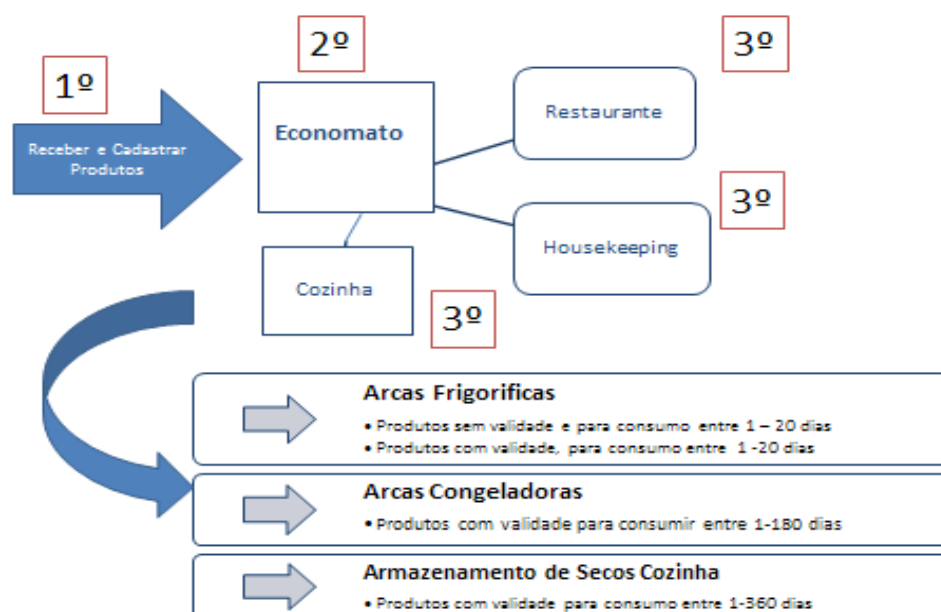 1º
Receber e Cadastrar
Produtos
2º
Economato
3º
Restaurante
3º
Housekeeping
Cozinha
3º
Arcas Frigorificas
• Produtos sem validade e para consumo entre 1 – 20 dias
• Produtos com validade, para consumo entre 1 -20 dias
Arcas Congeladoras
• Produtos com validade para consumir entre 1-180 dias
Armazenamento de Secos Cozinha
• Produtos com validade para consumo entre 1-360 dias